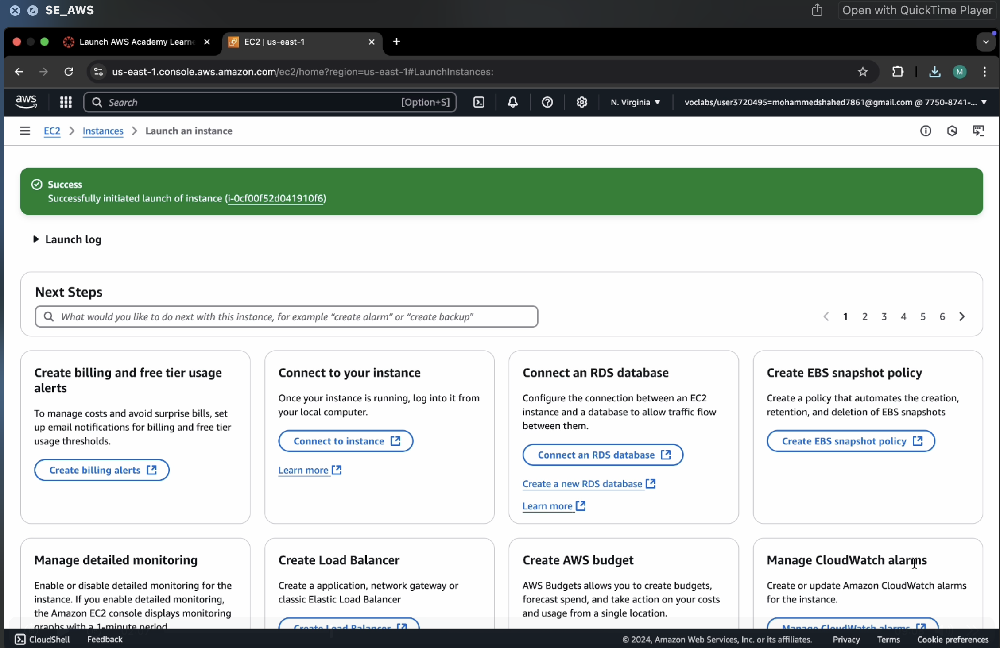 SE_AWS
Open with QuickTime Player
Launch AWS Academy Learne
EC2 | us-east-1
us-east-1.console.aws.amazon.com/ec2/home?region=us-east-1#LaunchInstances:
M
aws
Search
[Option+S]
N. Virginia
voclabs/user3720495=mohammedshahed7861@gmail.com @ 7750-8741-...
EC2 > Instances > Launch an instance
Success
Successfully initiated launch of instance (i-0cf00f52d041910f6)
Launch log
Next Steps
What would you like to do next with this instance, for example “create alarm” or “create backup”
1 2 3 4 5 6
Create billing and free tier usage
alerts
To manage costs and avoid surprise bills, set
up email notifications for billing and free tier
usage thresholds.
Create billing alerts
Connect to your instance
Once your instance is running, log into it from
your local computer.
Connect to instance
Learn more
Connect an RDS database
Configure the connection between an EC2
instance and a database to allow traffic flow
between them.
Connect an RDS database
Create a new RDS database
Learn more
Create EBS snapshot policy
Create a policy that automates the creation,
retention, and deletion of EBS snapshots
Create EBS snapshot policy
Manage detailed monitoring
Enable or disable detailed monitoring for the
instance. If you enable detailed monitoring,
the Amazon EC2 console displays monitoring
graphs with a 1-minute period
Create Load Balancer
Create a application, network gateway or
classic Elastic Load Balancer
Create Load Balancer
Create AWS budget
AWS Budgets allows you to create budgets,
forecast spend, and take action on your costs
and usage from a single location.
Manage CloudWatch alarms
Create or update Amazon CloudWatch alarms
for the instance.
Manage CloudWatch alarms
CloudShell
Feedback
© 2024, Amazon Web Services, Inc. or its affiliates.
Privacy
Terms
Cookie preferences